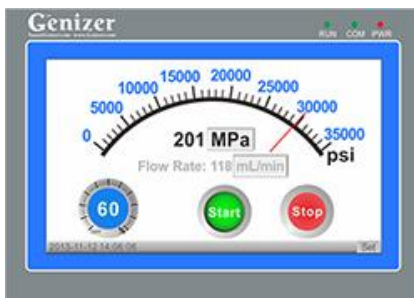 Genizer
RUN COM PWR
0
5000
10000
15000
20000
25000
30000
35000
psi
201 MPa
Flow Rate: 118 mL/min
60
Start
Stop
2013-11-12 14:06:06
Set